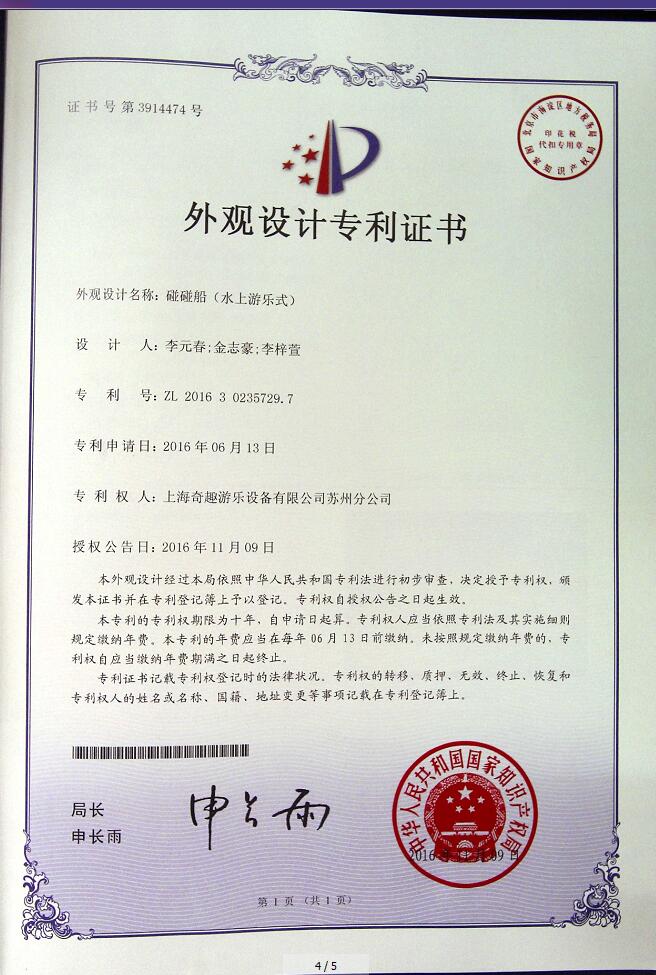 证书号第3914474号
北京市海淀区地方税务局
印花税
代扣专用章
国家知识产权局
外观设计专利证书
外观设计名称：碰碰船（水上游乐式）
设 计 人：李元春;金志豪;李梓萱
专 利 号：ZL 2016 3 0235729.7
专利申请日：2016年06月13日
专 利 权 人：上海奇趣游乐设备有限公司苏州分公司
授权公告日：2016年11月09日
本外观设计经过本局依照中华人民共和国专利法进行初步审查，决定授予专利权，颁
发本证书并在专利登记簿上予以登记。专利权自授权公告之日起生效。
本专利的专利权期限为十年，自申请日起算。专利权人应当依照专利法及其实施细则
规定缴纳年费。本专利的年费应当在每年06月13日前缴纳。未按照规定缴纳年费的，专
利权自应当缴纳年费期满之日起终止。
专利证书记载专利权登记时的法律状况。专利权的转移、质押、无效、终止、恢复和
专利权人的姓名或名称、国籍、地址变更等事项记载在专利登记簿上。
局长
申长雨
申长雨
中华人民共和国国家知识产权局
2016年11月09日
第1页（共1页）
4/5